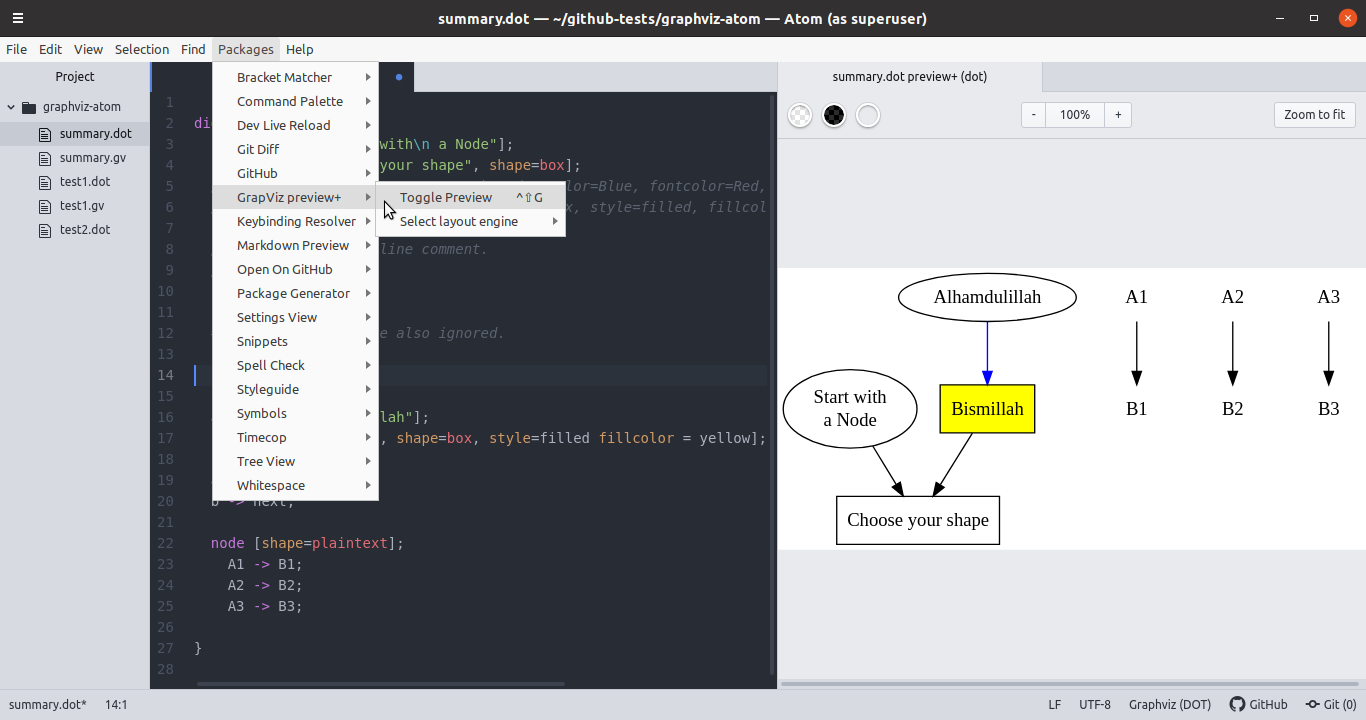 summary.dot — ~/github-tests/graphviz-atom — Atom (as superuser)
File Edit View Selection Find Packages Help
Project
graphviz-atom
summary.dot
summary.gv
test1.dot
test1.gv
test2.dot
Bracket Matcher
Command Palette
Dev Live Reload
Git Diff
GitHub
GrapViz preview+
Keybinding Resolver
Markdown Preview
Open On GitHub
Package Generator
Settings View
Snippets
Spell Check
Styleguide
Symbols
Timecop
Tree View
Whitespace
Toggle Preview ^⇧G
Select layout engine
1
2 di
3 with\n a Node"];
4 your shape", shape=box];
5 olor=Blue, fontcolor=Red,
6 x, style=filled, fillcol
7
8 line comment.
9
10
11
12 e also ignored.
13
14
15
16 lah"];
17 , shape=box, style=filled fillcolor = yellow];
18
19
20 b -> next;
21
22 node [shape=plaintext];
23 A1 -> B1;
24 A2 -> B2;
25 A3 -> B3;
26
27 }
28
summary.dot preview+ (dot)
- 100% +
Zoom to fit
Alhamdulillah A1 A2 A3
Start with
a Node
Bismillah B1 B2 B3
Choose your shape
summary.dot* 14:1 LF UTF-8 Graphviz (DOT) GitHub Git (0)